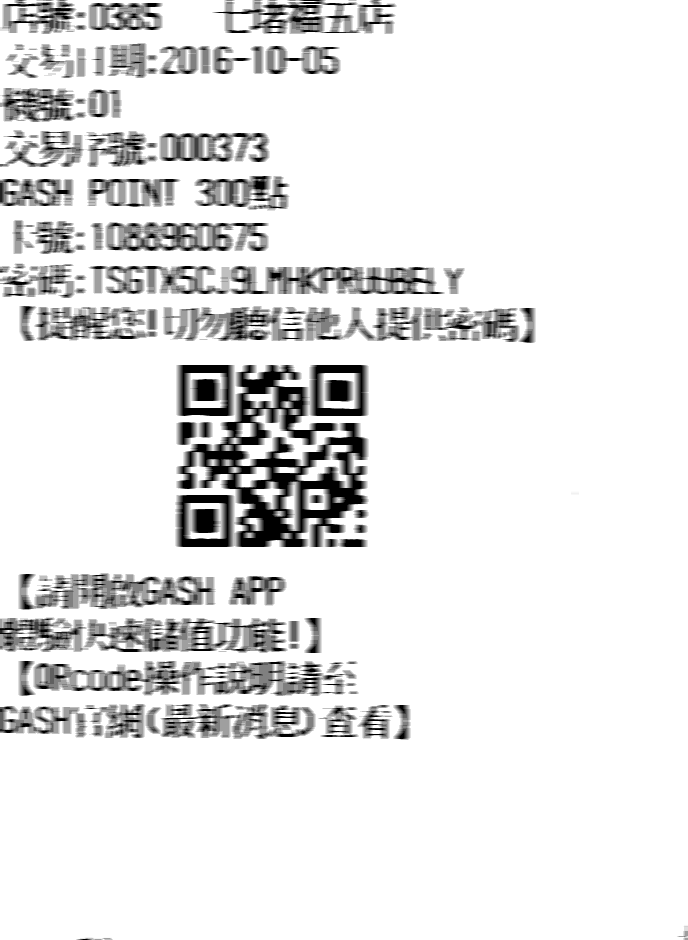 店號:0385 七堵福五店
交易日期:2016-10-05
機號:01
交易序號:000373
GASH POINT 300點
卡號:1088960675
密碼:TSGTX5CJ9LMHKPRUUBELY
【提醒您!切勿聽信他人提供密碼】
【請開啟GASH APP
體驗快速儲值功能!】
【QRcode操作說明請至
GASH官網(最新消息)查看】